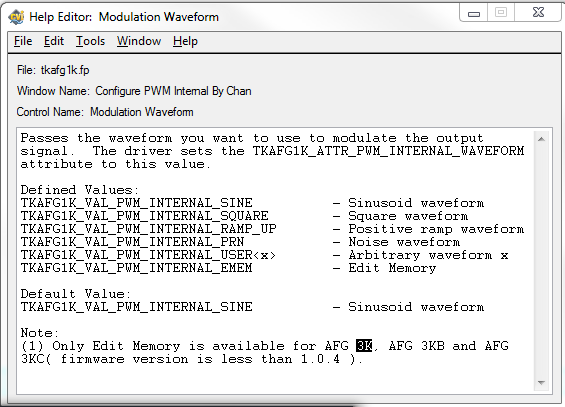 Help Editor: Modulation Waveform
File Edit Tools Window Help
File: tkafg1k.fp
Window Name: Configure PWM Internal By Chan
Control Name: Modulation Waveform
Passes the waveform you want to use to modulate the output
signal. The driver sets the TKAFG1K_ATTR_PWM_INTERNAL_WAVEFORM
attribute to this value.
Defined Values:
TKAFG1K_VAL_PWM_INTERNAL_SINE - Sinusoid waveform
TKAFG1K_VAL_PWM_INTERNAL_SQUARE - Square waveform
TKAFG1K_VAL_PWM_INTERNAL_RAMP_UP - Positive ramp waveform
TKAFG1K_VAL_PWM_INTERNAL_PRN - Noise waveform
TKAFG1K_VAL_PWM_INTERNAL_USER<x> - Arbitrary waveform x
TKAFG1K_VAL_PWM_INTERNAL_EMEM - Edit Memory
Default Value:
TKAFG1K_VAL_PWM_INTERNAL_SINE - Sinusoid waveform
Note:
(1) Only Edit Memory is available for AFG 3K, AFG 3KB and AFG
3KC( firmware version is less than 1.0.4 ).